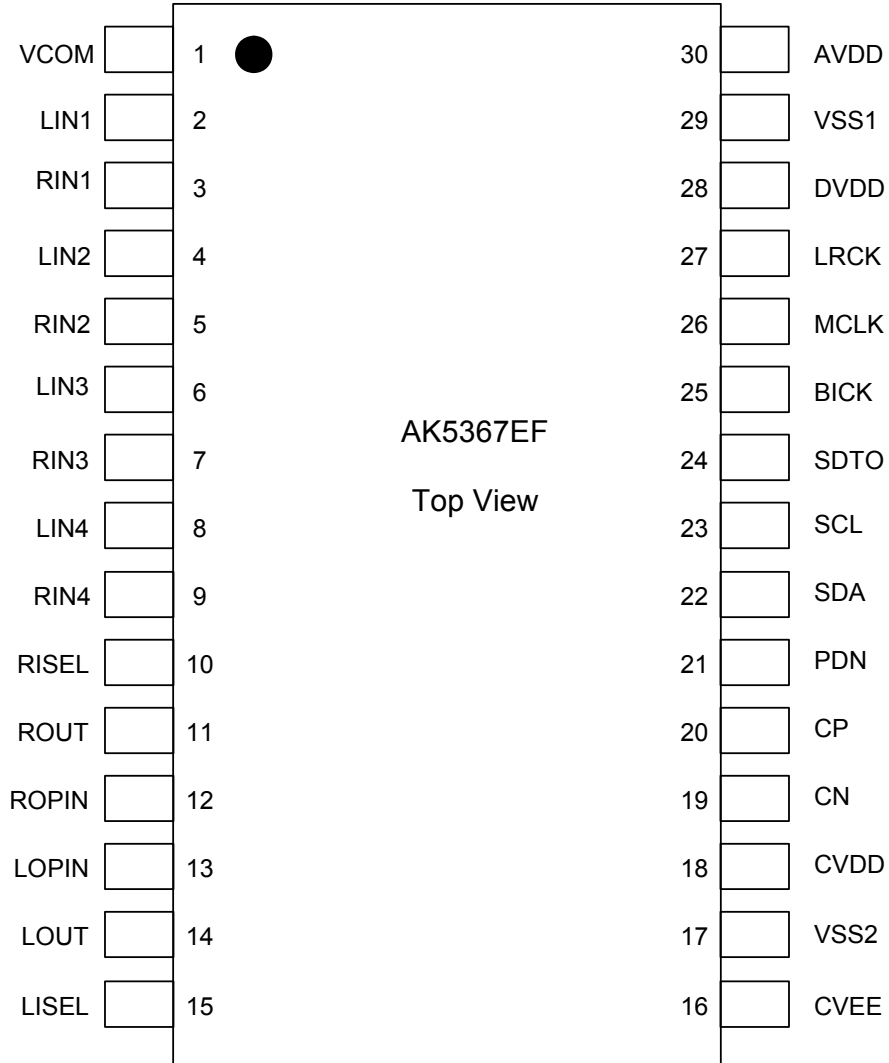 VCOM 1 30 AVDD
LIN1 2 29 VSS1
RIN1 3 28 DVDD
LIN2 4 27 LRCK
RIN2 5 26 MCLK
LIN3 6 25 BICK
AK5367EF
RIN3 7 24 SDTO
Top View
LIN4 8 23 SCL
RIN4 9 22 SDA
RISEL 10 21 PDN
ROUT 11 20 CP
ROPIN 12 19 CN
LOPIN 13 18 CVDD
LOUT 14 17 VSS2
LISEL 15 16 CVEE